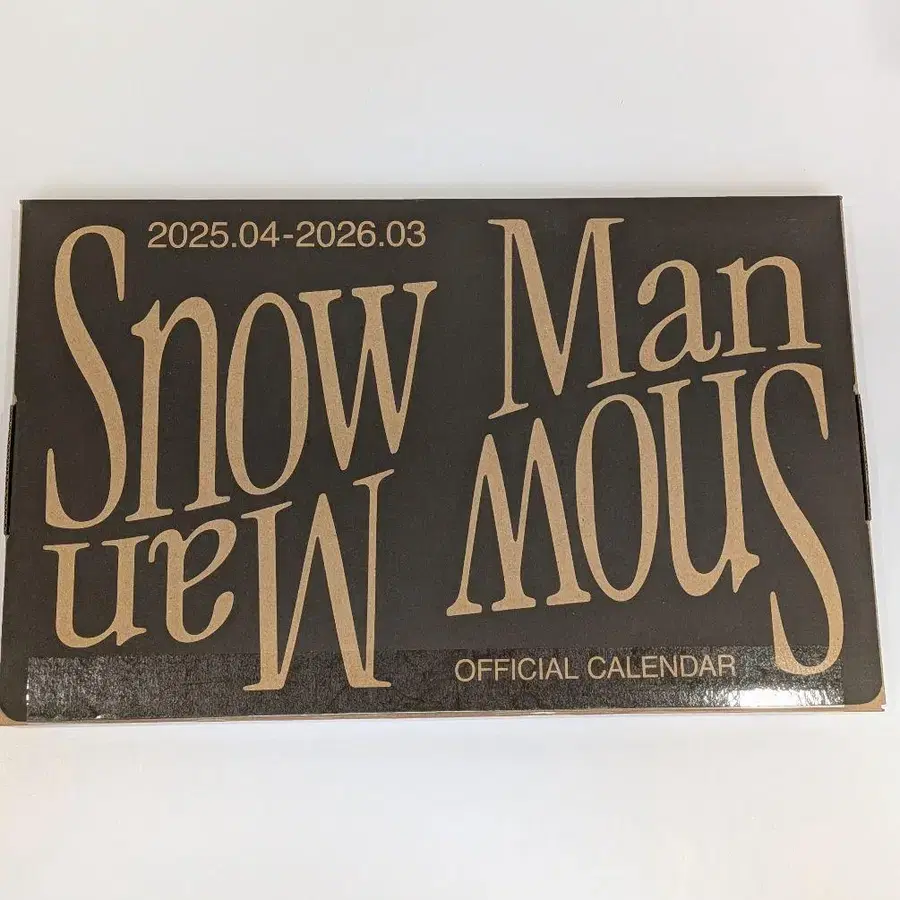 2025.04-2026.03
Snow Man
Snow Man
OFFICIAL CALENDAR